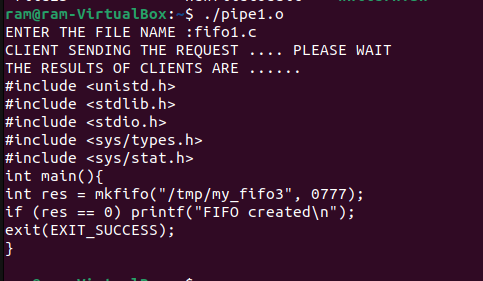 ram@ram-VirtualBox:~$ ./pipe1.o
ENTER THE FILE NAME :fifo1.c
CLIENT SENDING THE REQUEST .... PLEASE WAIT
THE RESULTS OF CLIENTS ARE ......
#include <unistd.h>
#include <stdlib.h>
#include <stdio.h>
#include <sys/types.h>
#include <sys/stat.h>
int main(){
int res = mkfifo("/tmp/my_fifo3", 0777);
if (res == 0) printf("FIFO created\n");
exit(EXIT_SUCCESS);
}